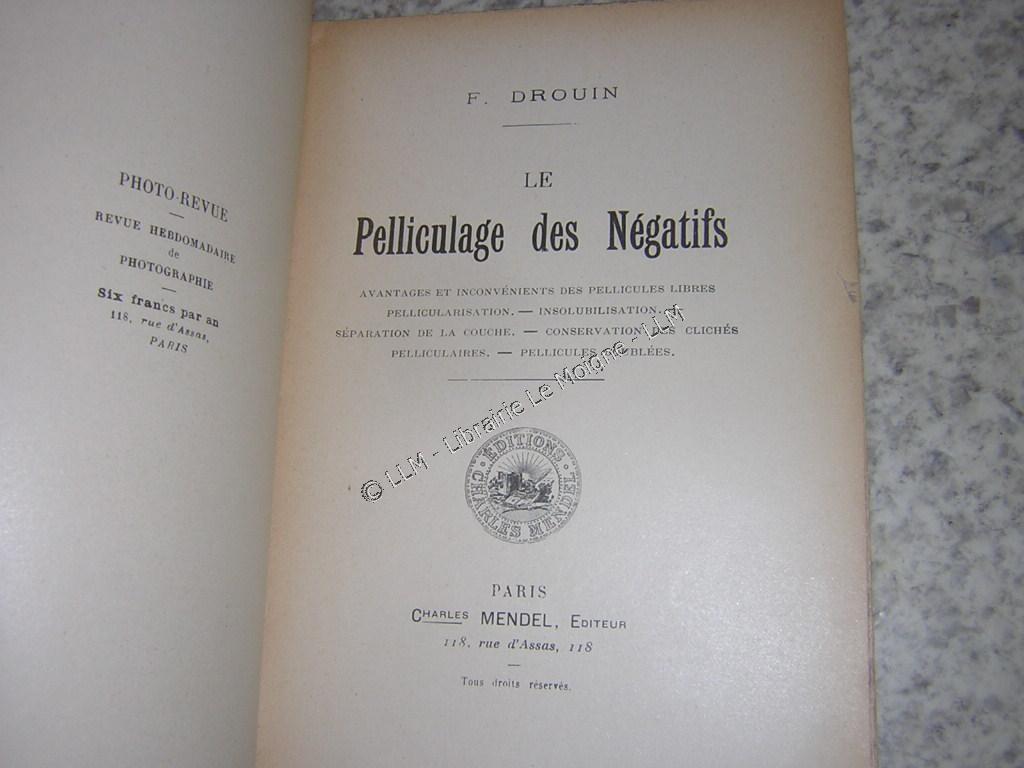 PHOTO-REVUE
REVUE HEBDOMADAIRE
de
PHOTOGRAPHIE
Six francs par an
118, rue d'Assas,
PARIS
F. DROUIN
LE
Pelliculage des Négatifs
AVANTAGES ET INCONVÉNIENTS DES PELLICULES LIBRES
PELLICULARISATION. — INSOLUBILISATION.
SÉPARATION DE LA COUCHE. — CONSERVATION DES CLICHÉS
PELLICULAIRES. — PELLICULES
© LLM - Librairie Le Moigne - LLM
ÉDITIONS
CHARLES MENDEL
PARIS
CHARLES MENDEL, EDITEUR
118, rue d'Assas, 118
Tous droits réservés.